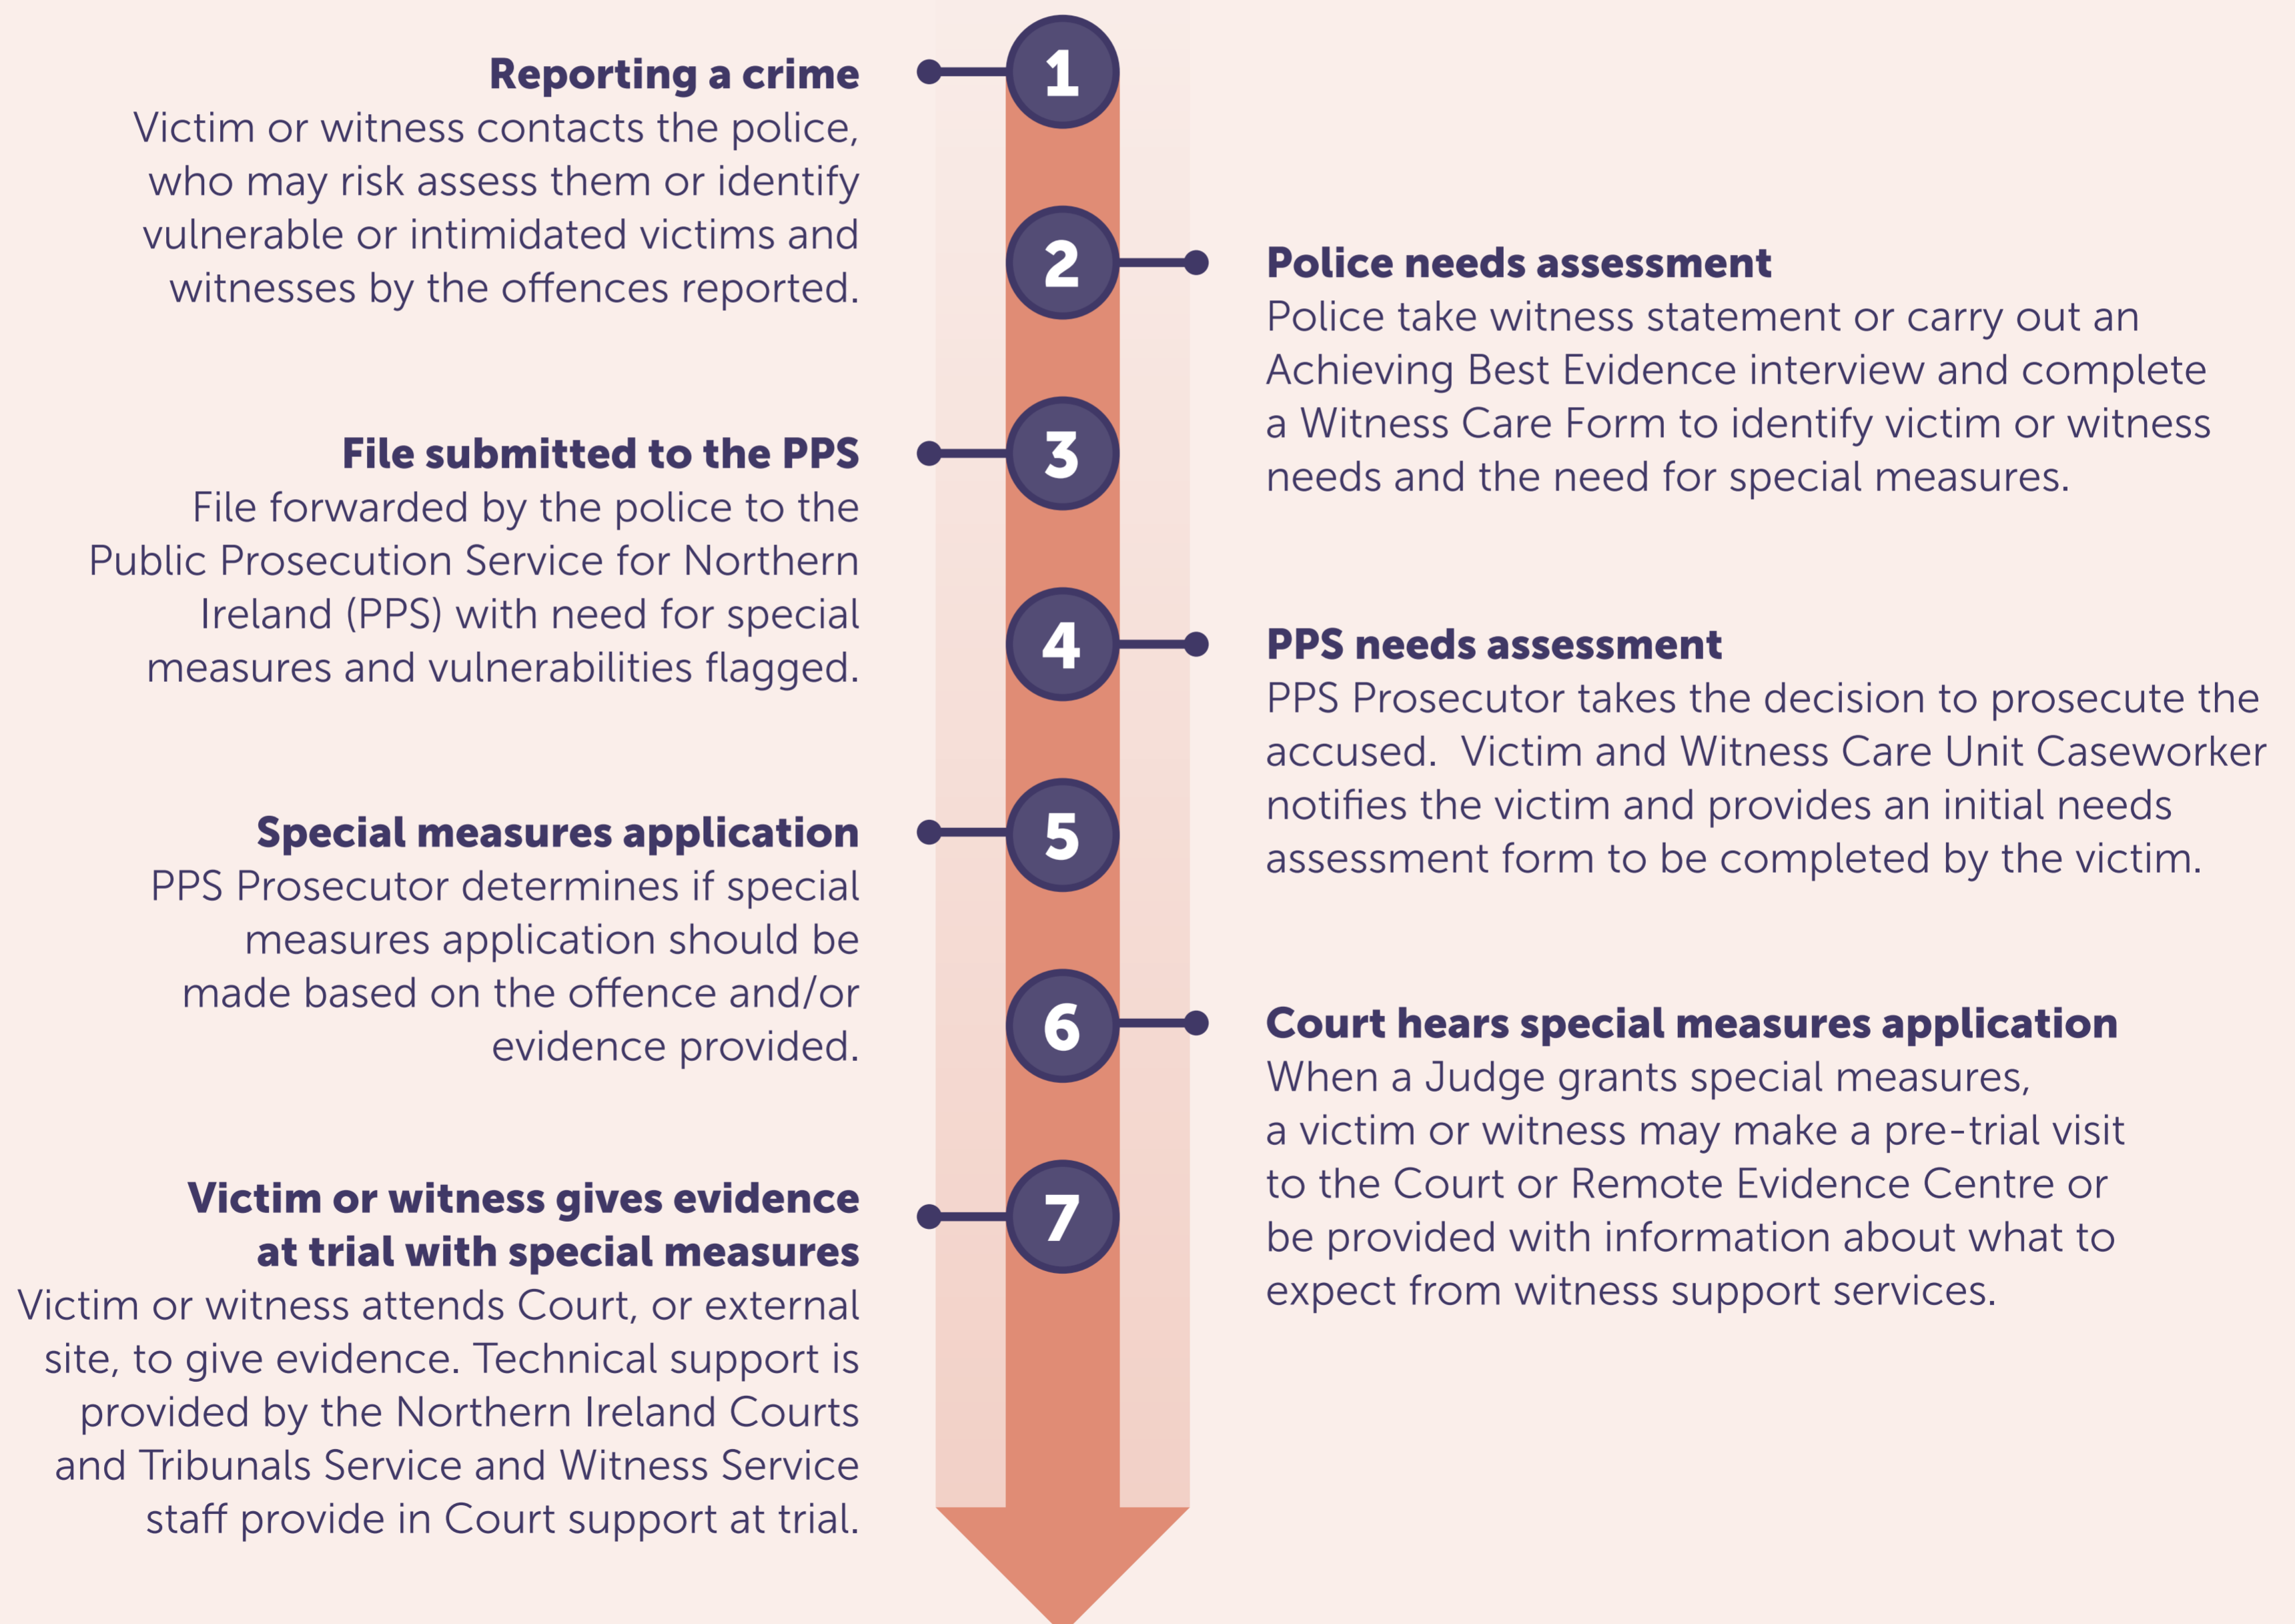 1
Reporting a crime
Victim or witness contacts the police,
who may risk assess them or identify
vulnerable or intimidated victims and
witnesses by the offences reported.
2
Police needs assessment
Police take witness statement or carry out an
Achieving Best Evidence interview and complete
a Witness Care Form to identify victim or witness
needs and the need for special measures.
3
File submitted to the PPS
File forwarded by the police to the
Public Prosecution Service for Northern
Ireland (PPS) with need for special
measures and vulnerabilities flagged.
4
PPS needs assessment
PPS Prosecutor takes the decision to prosecute the
accused.  Victim and Witness Care Unit Caseworker
notifies the victim and provides an initial needs
assessment form to be completed by the victim.
5
Special measures application
PPS Prosecutor determines if special
measures application should be
made based on the offence and/or
evidence provided.
6
Court hears special measures application
When a Judge grants special measures,
a victim or witness may make a pre-trial visit
to the Court or Remote Evidence Centre or
be provided with information about what to
expect from witness support services.
7
Victim or witness gives evidence
at trial with special measures
Victim or witness attends Court, or external
site, to give evidence. Technical support is
provided by the Northern Ireland Courts
and Tribunals Service and Witness Service
staff provide in Court support at trial.